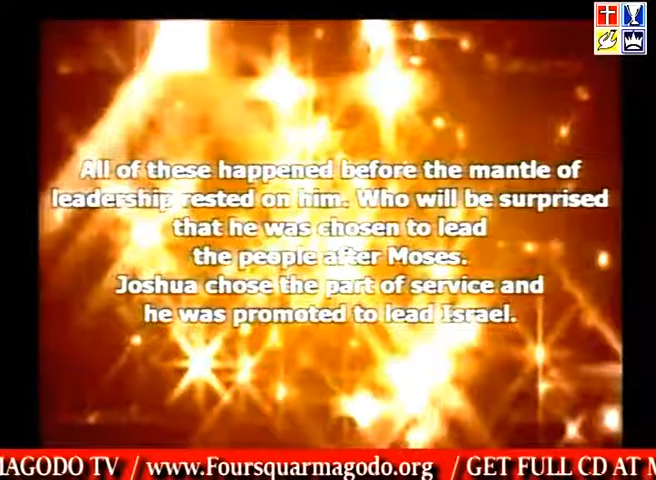 All of these happened before the mantle of
leadership rested on him. Who will be surprised
that he was chosen to lead
the people after Moses.
Joshua chose the part of service and
he was promoted to lead Israel.
MAGODO TV / www.Foursquarmagodo.org / GET FULL CD AT